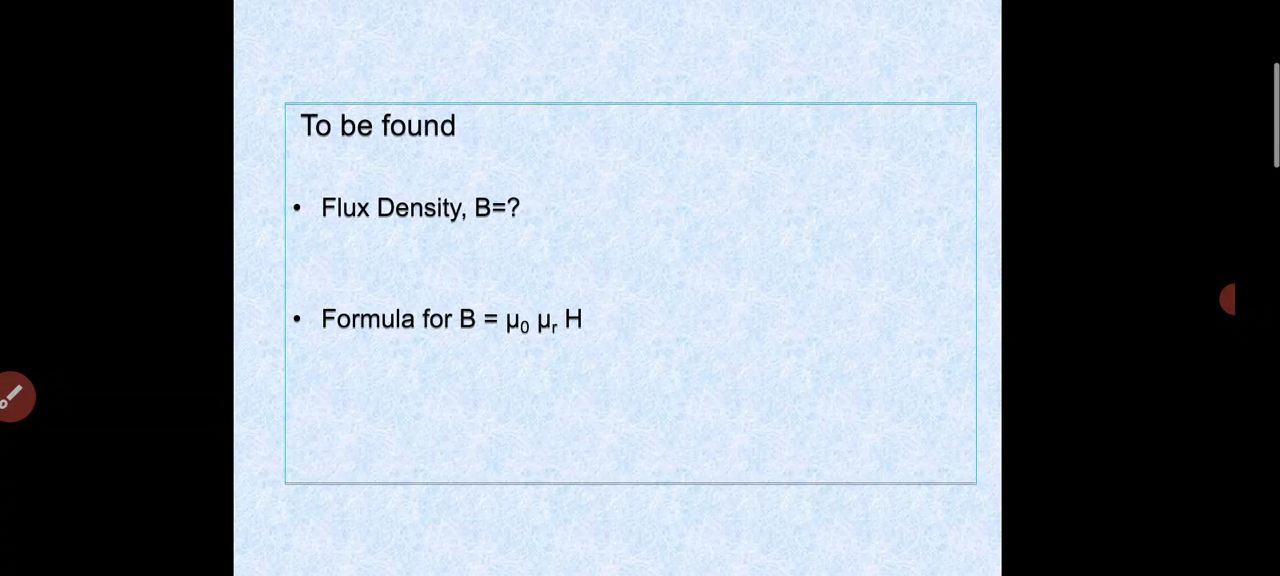 To be found
• Flux Density, B=?
• Formula for B = μ₀ μᵣ H